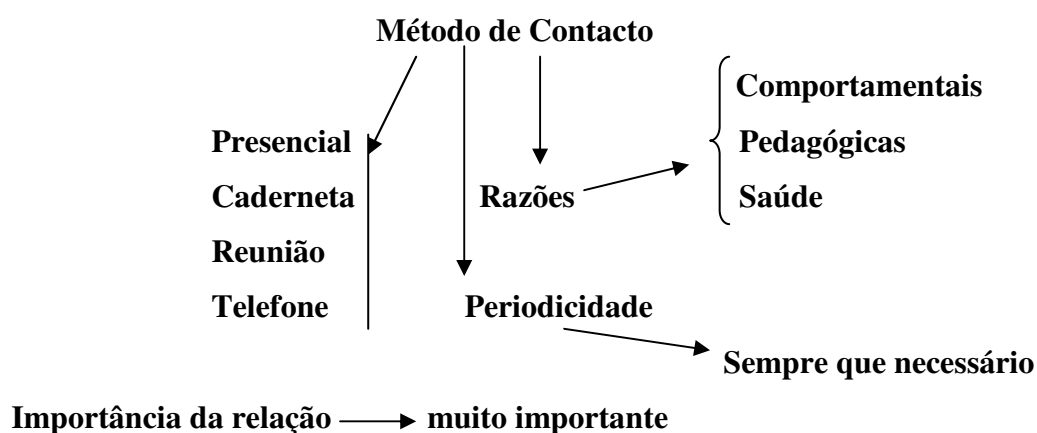 Método de Contacto
Comportamentais
Presencial
Pedagógicas
Caderneta
Razões
Saúde
Reunião
Telefone
Periodicidade
Sempre que necessário
Importância da relação muito importante